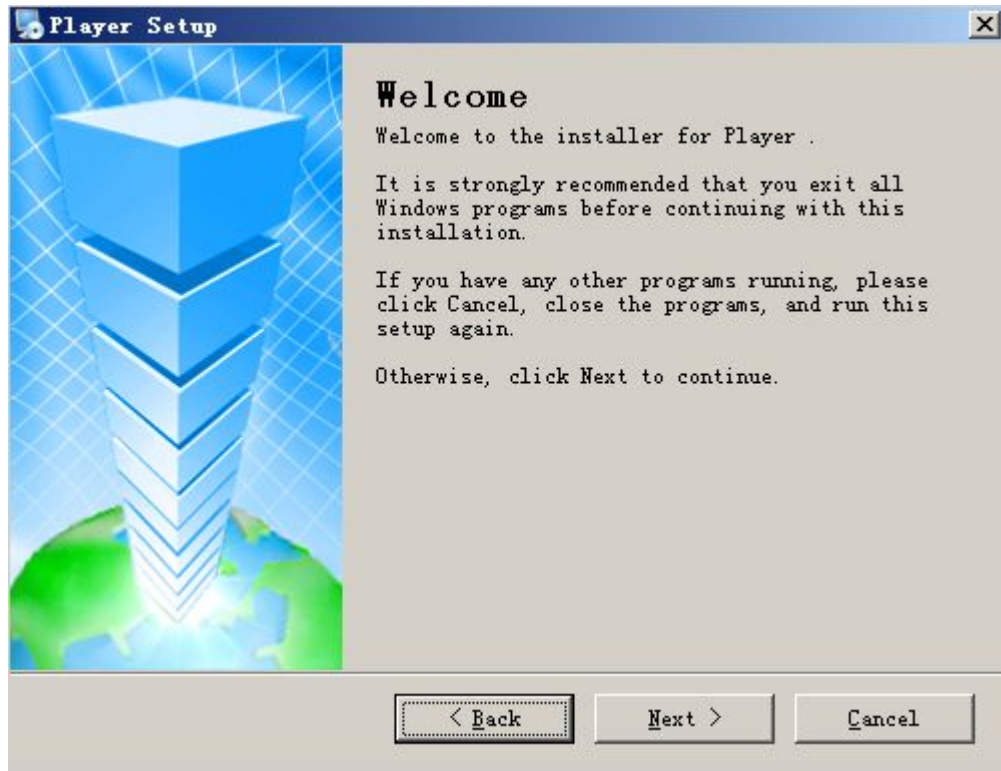 Player Setup
Welcome
Welcome to the installer for Player .
It is strongly recommended that you exit all
Windows programs before continuing with this
installation.
If you have any other programs running, please
click Cancel, close the programs, and run this
setup again.
Otherwise, click Next to continue.
< Back
Next >
Cancel